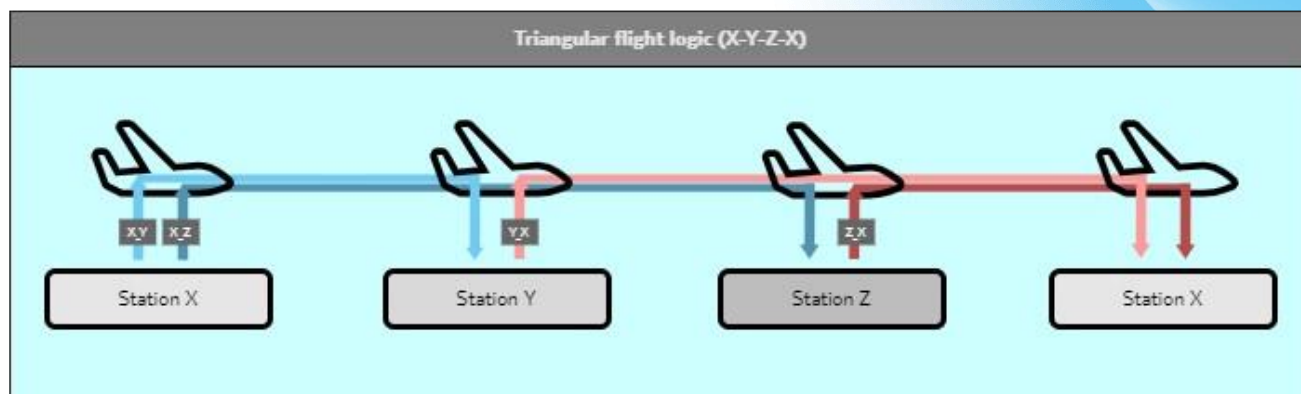 Triangular flight logic (X-Y-Z-X)
X_Y X_Z Y_X Z_X
Station X Station Y Station Z Station X